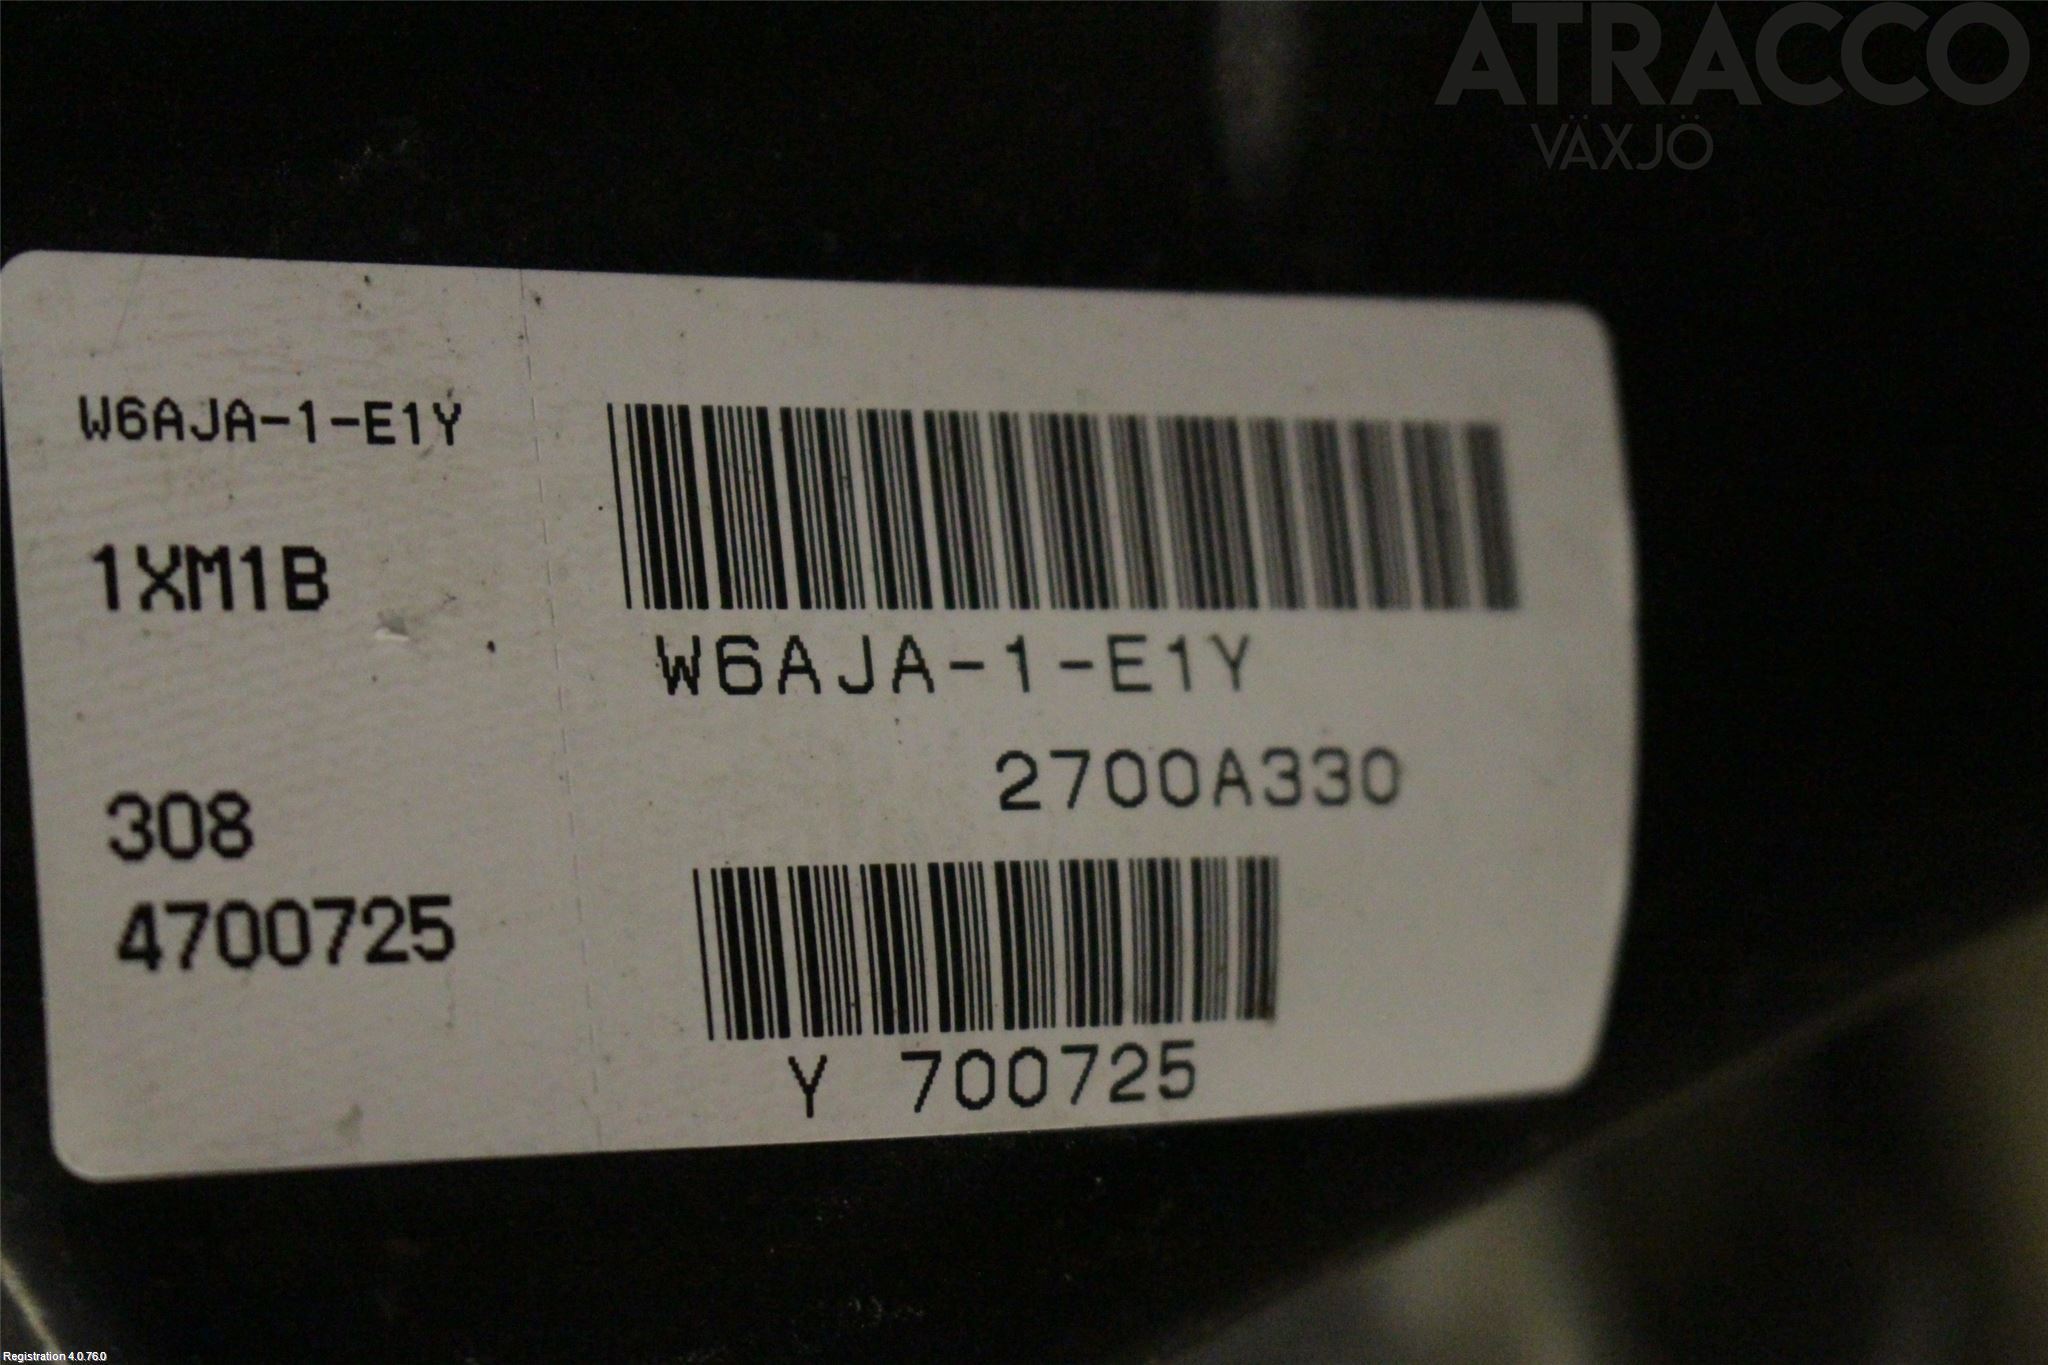 ATRACCO
VÄXJÖ
W6AJA-1-E1Y
1XM1B
308
4700725
W6AJA-1-E1Y
2700A330
Y 700725
Registration 4.0.76.0